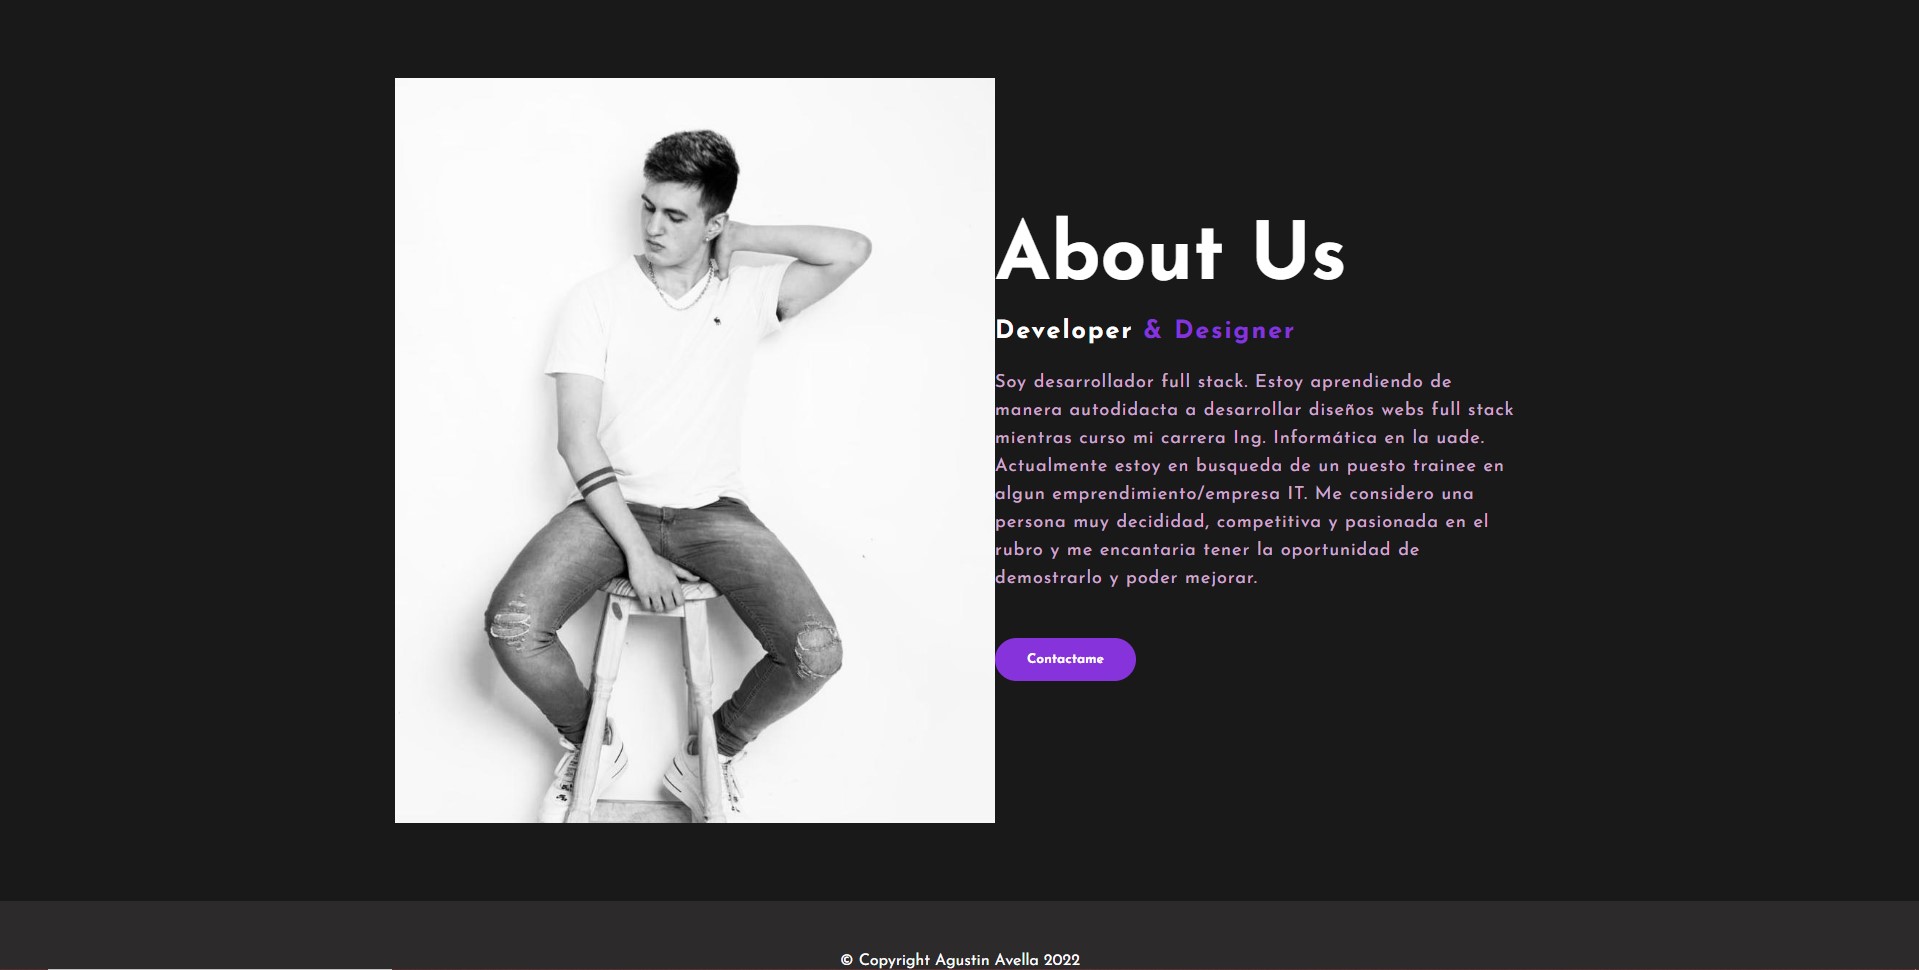 About Us
Developer & Designer
Soy desarrollador full stack. Estoy aprendiendo de
manera autodidacta a desarrollar diseños webs full stack
mientras curso mi carrera Ing. Informática en la uade.
Actualmente estoy en busqueda de un puesto trainee en
algun emprendimiento/empresa IT. Me considero una
persona muy decididad, competitiva y pasionada en el
rubro y me encantaria tener la oportunidad de
demostrarlo y poder mejorar.
Contactame
© Copyright Agustin Avella 2022